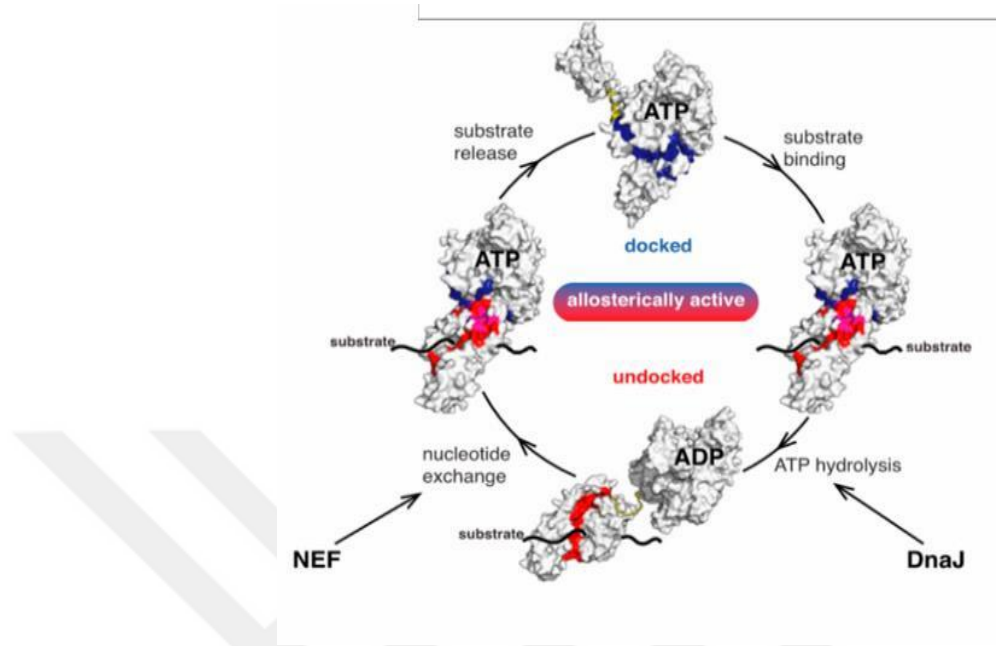 ATP
substrate
release
substrate
binding
docked
ATP
ATP
allosterically active
substrate
substrate
undocked
nucleotide
exchange
ADP
ATP hydrolysis
substrate
NEF
DnaJ